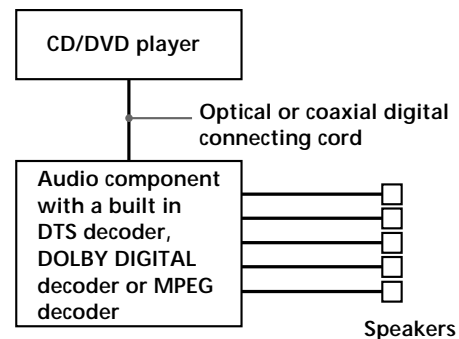 CD/DVD player
Optical or coaxial digital
connecting cord
Audio component
with a built in
DTS decoder,
DOLBY DIGITAL
decoder or MPEG
decoder
Speakers